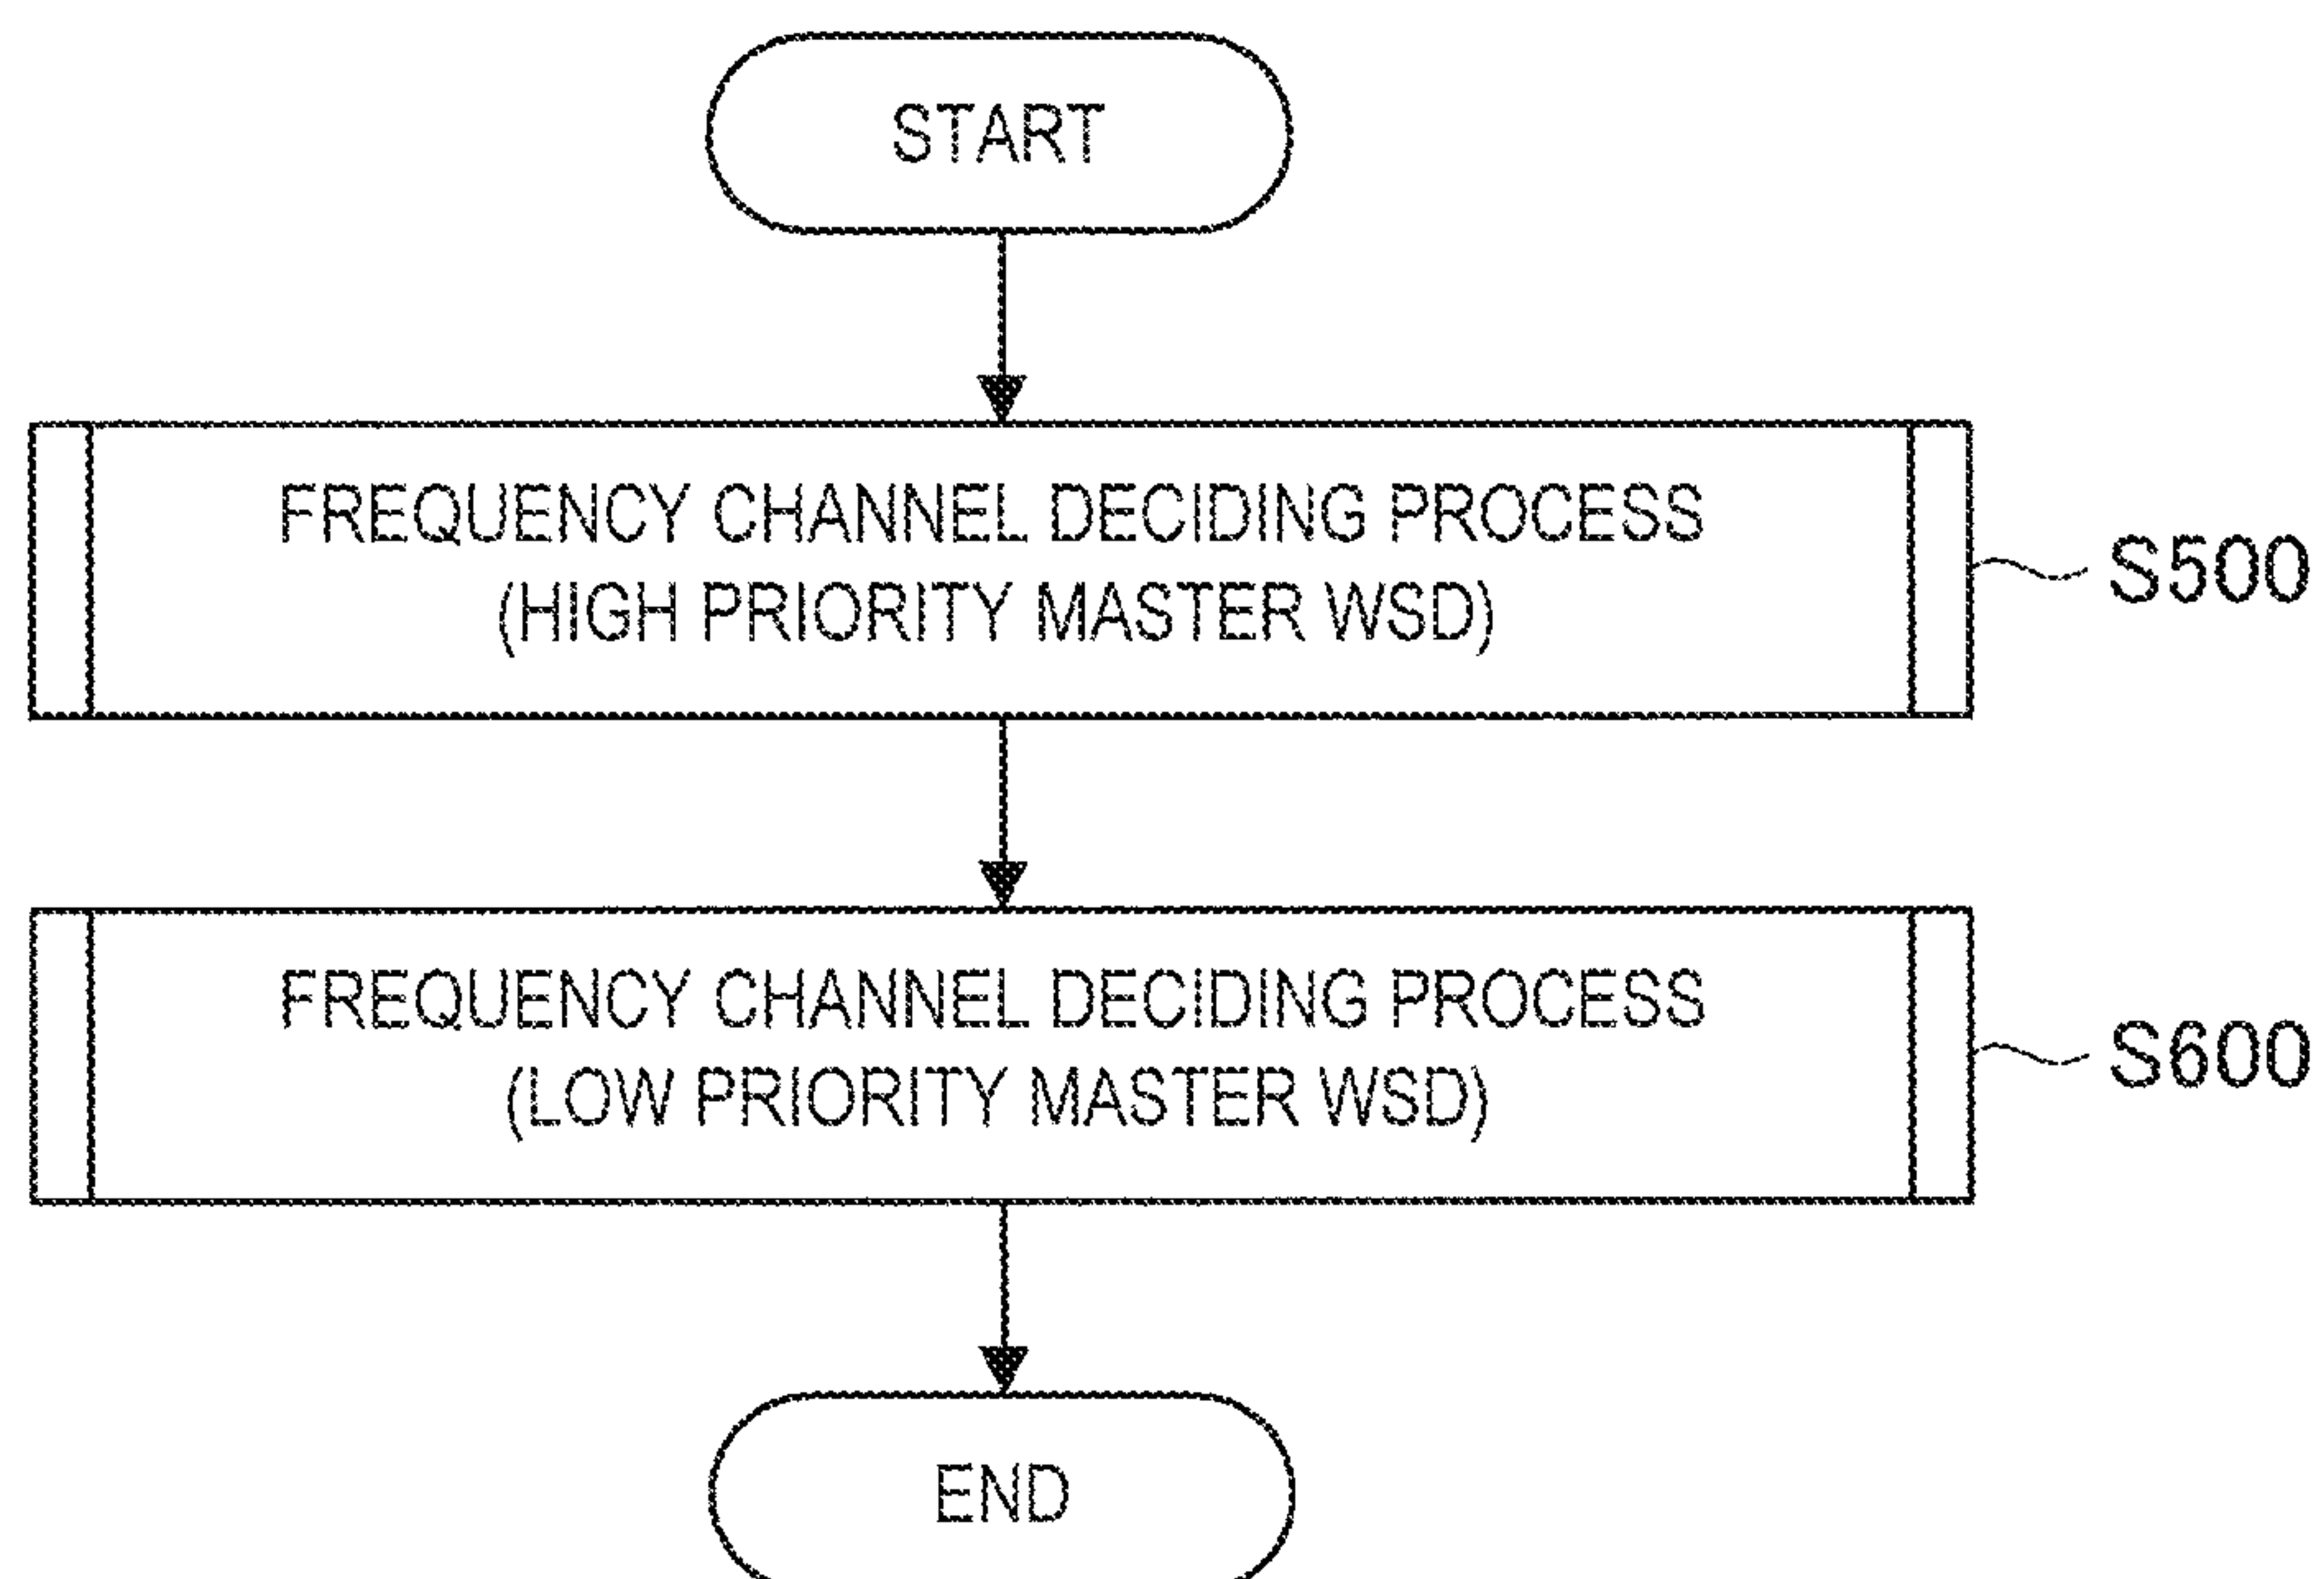 START
FREQUENCY CHANNEL DECIDING PROCESS
(HIGH PRIORITY MASTER WSD)
S500
FREQUENCY CHANNEL DECIDING PROCESS
(LOW PRIORITY MASTER WSD)
S600
END